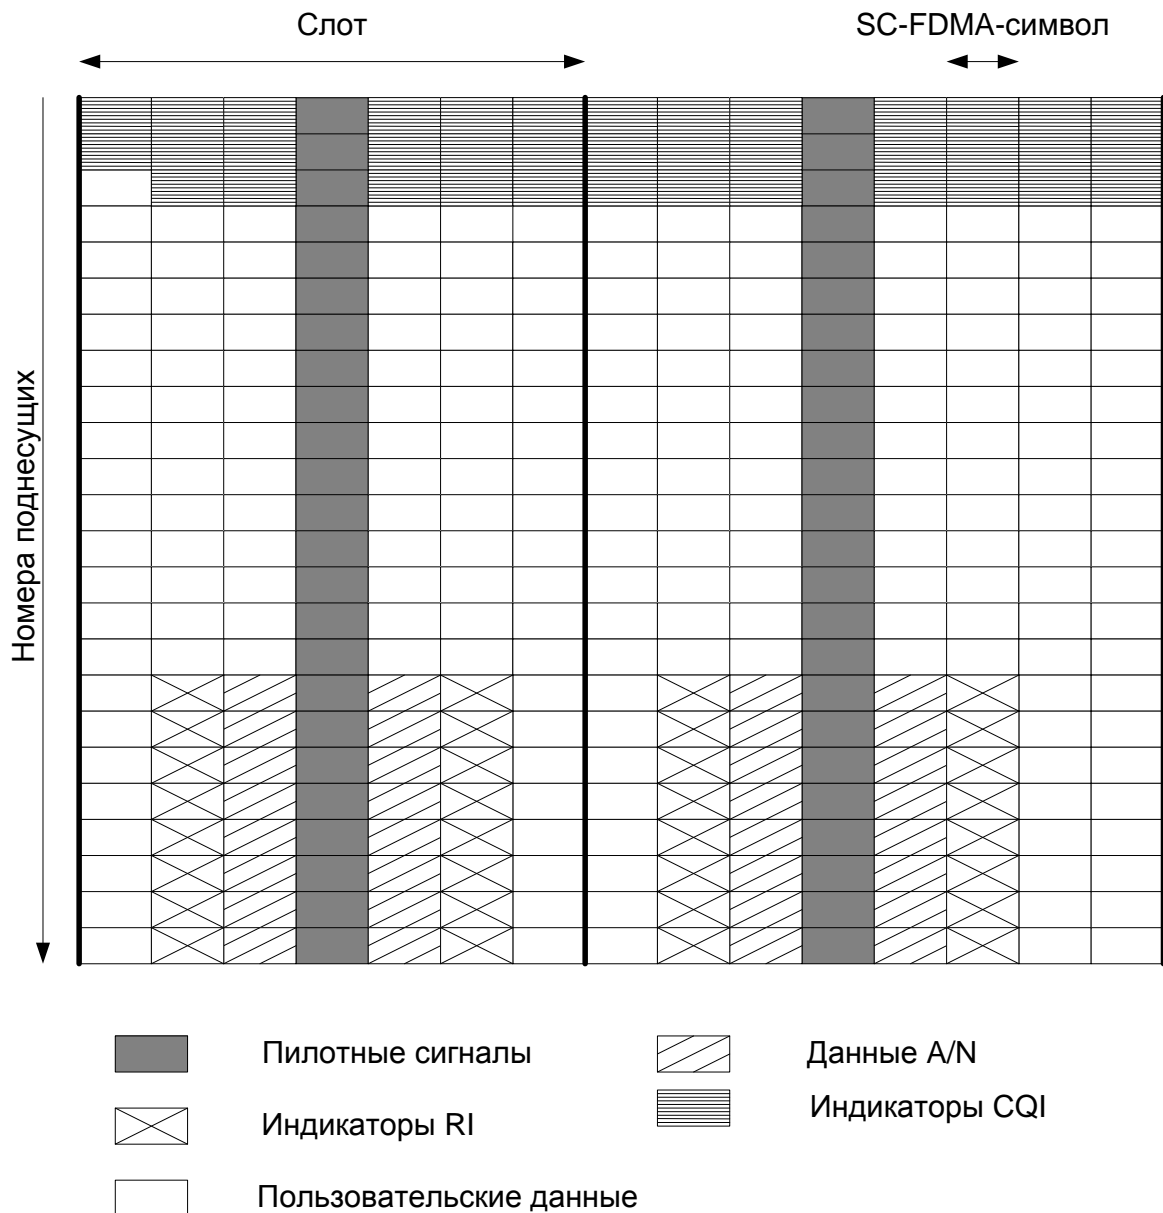 Слот
SC-FDMA-символ
Номера поднесущих
Пилотные сигналы
Данные A/N
Индикаторы RI
Индикаторы CQI
Пользовательские данные